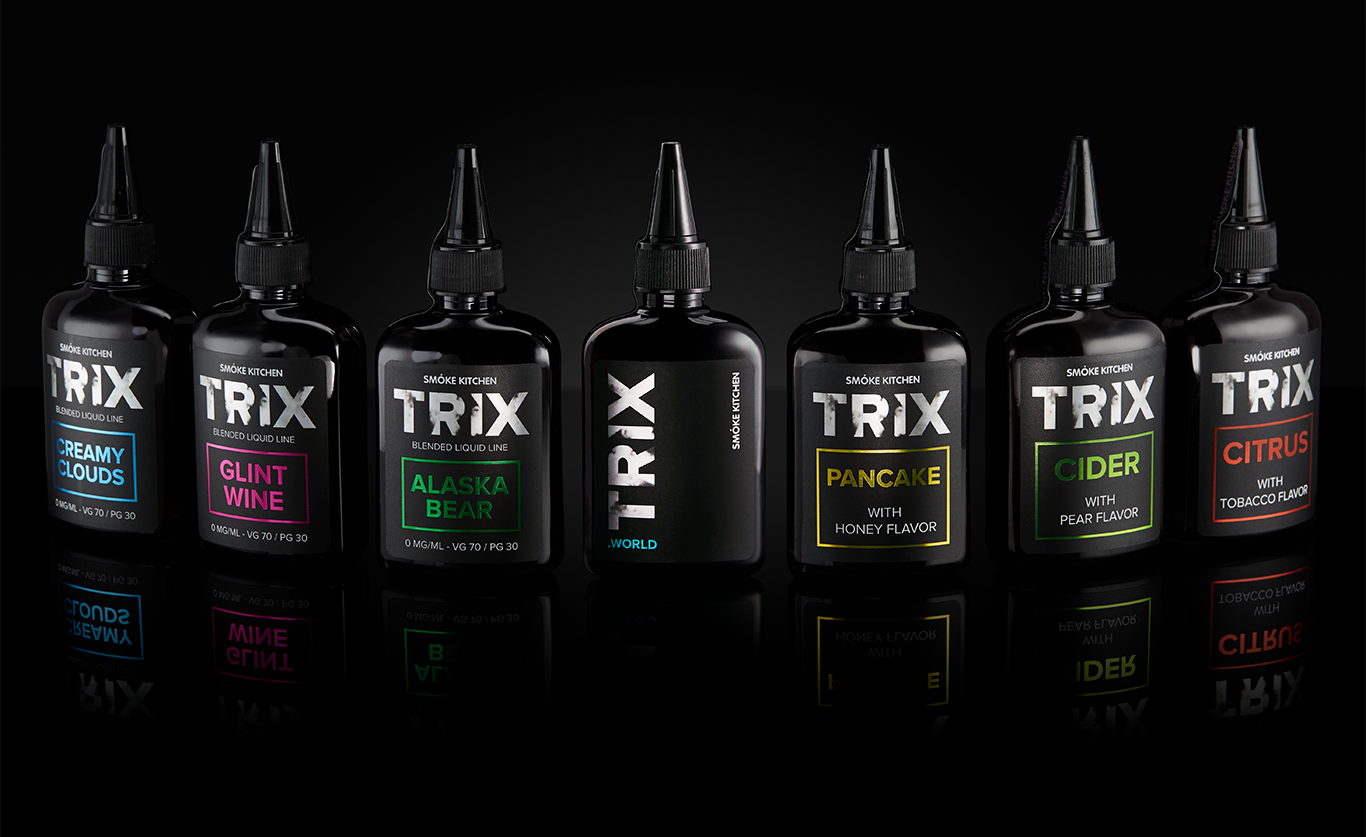 SMÓKE KITCHEN
TRIX
BLENDED LIQUID LINE
CREAMY
CLOUDS
0 MG/ML - VG 70 / PG 30
SMÓKE KITCHEN
TRIX
BLENDED LIQUID LINE
GLINT
WINE
0 MG/ML - VG 70 / PG 30
SMÓKE KITCHEN
TRIX
BLENDED LIQUID LINE
ALASKA
BEAR
0 MG/ML - VG 70 / PG 30
TRIX
.WORLD
SMÓKE KITCHEN
SMÓKE KITCHEN
TRIX
PANCAKE
WITH
HONEY FLAVOR
SMÓKE KITCHEN
TRIX
CIDER
WITH
PEAR FLAVOR
SMÓKE KITCHEN
TRIX
CITRUS
WITH
TOBACCO FLAVOR